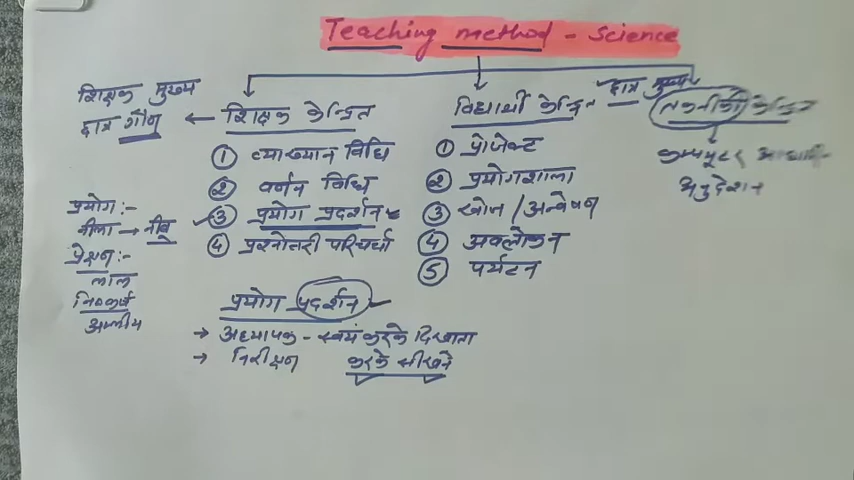 Teaching method - Science
शिक्षक मुख्य
छात्र गौण
शिक्षक केन्द्रित
① व्याख्यान विधि
② वर्णन विधि
③ प्रयोग प्रदर्शन
④ प्रश्नोत्तरी परिचर्चा
छात्र मुख्य
विद्यार्थी केन्द्रित
① प्रोजेक्ट
② प्रयोगशाला
③ खोज / अन्वेषण
④ अवलोकन
⑤ पर्यटन
तकनीकी केन्द्रित
कम्प्यूटर
अनुदेशन
प्रयोग :-
नीला → नींबू
प्रेक्षण :-
लाल
निष्कर्ष
अम्लीय
प्रयोग प्रदर्शन
→ अध्यापक - स्वयं करके दिखाता
→ निरीक्षण करके सीखने